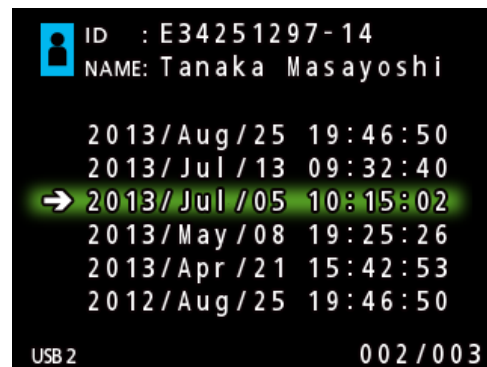 ID : E34251297-14
NAME: Tanaka Masayoshi
2013/Aug/25 19:46:50
2013/Jul/13 09:32:40
2013/Jul/05 10:15:02
2013/May/08 19:25:26
2013/Apr/21 15:42:53
2012/Aug/25 19:46:50
USB 2 002/003